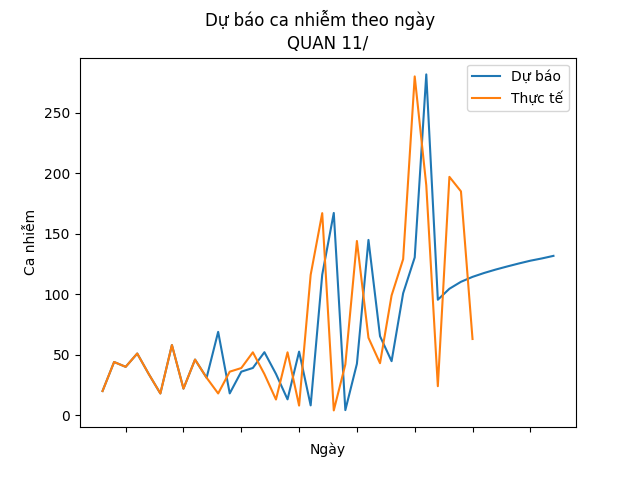 Dự báo ca nhiễm theo ngày
QUAN 11/
Dự báo
Thực tế
250
200
150
100
50
0
Ca nhiễm
Ngày